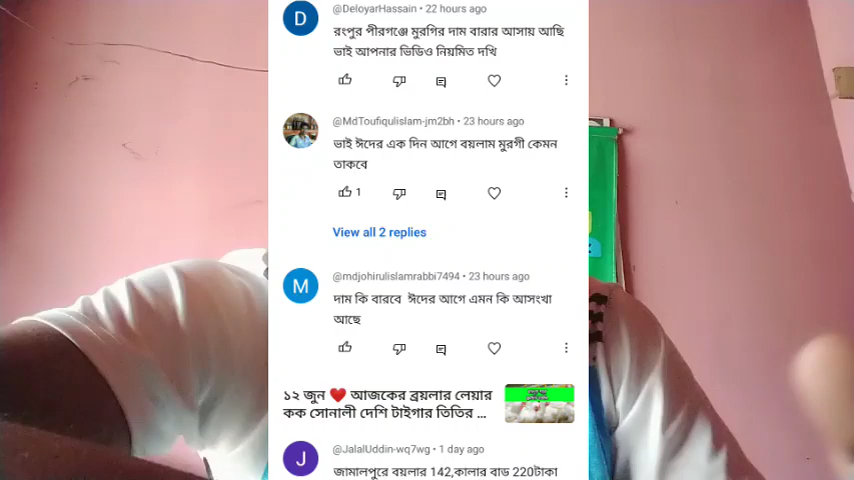 @DeloyarHassain • 22 hours ago
রংপুর পীরগঞ্জে মুরগির দাম বারার আসায় আছি
ভাই আপনার ভিডিও নিয়মিত দখি
@MdToufiqulislam-jm2bh • 23 hours ago
ভাই ঈদের এক দিন আগে বয়লাম মুরগী কেমন
তাকবে
1
View all 2 replies
@mdjohirulislamrabbi7494 • 23 hours ago
দাম কি বারবে ঈদের আগে এমন কি আসংখা
আছে
১২ জুন ❤️ আজকের ব্রয়লার লেয়ার
কক সোনালী দেশি টাইগার তিতির ...
@JalalUddin-wq7wg • 1 day ago
জামালপুরে বয়লার 142,কালার বাড 220টাকা